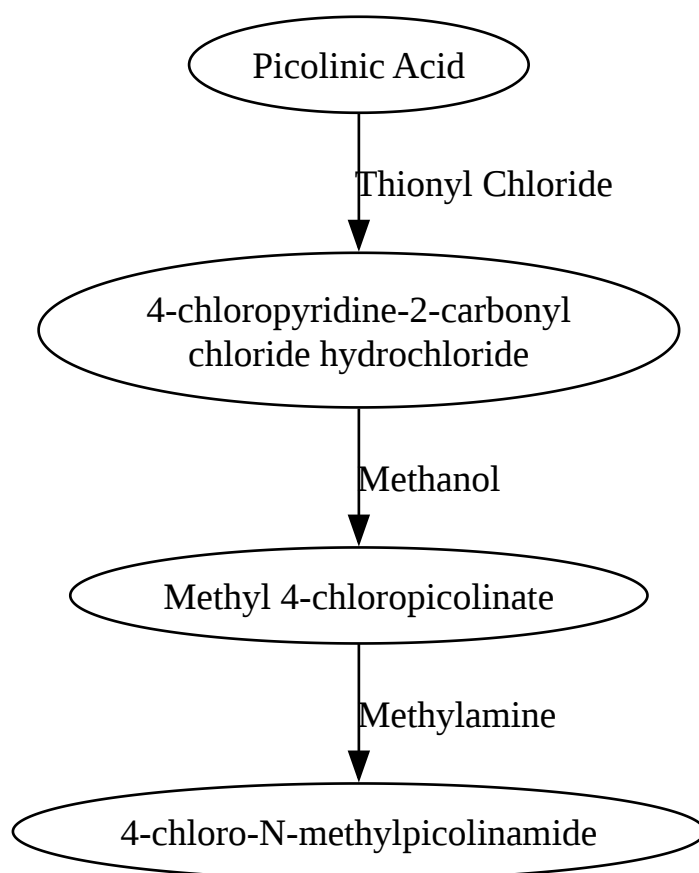 Picolinic Acid
Thionyl Chloride
4-chloropyridine-2-carbonyl
chloride hydrochloride
Methanol
Methyl 4-chloropicolinate
Methylamine
4-chloro-N-methylpicolinamide